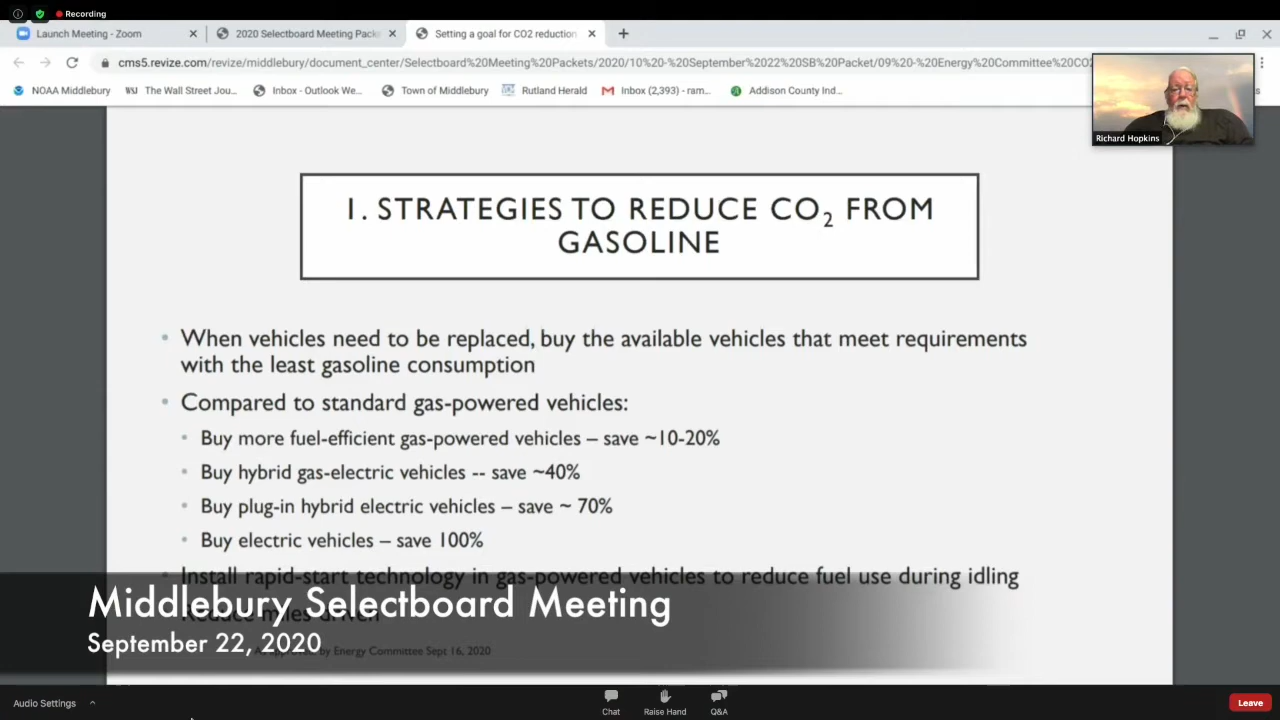 Recording
Launch Meeting - Zoom
2020 Selectboard Meeting Pack
Setting a goal for CO2 reduction
cms5.revize.com/revize/middlebury/document_center/Selectboard%20Meeting%20Packets/2020/10%20-%20September%2022%20SB%20Packet/09%20-%20Energy%20Committee%20CO2
NOAA Middlebury
WSJ The Wall Street Jou...
Inbox - Outlook We...
Town of Middlebury
Rutland Herald
Inbox (2,393) - ram...
Addison County Ind...
Richard Hopkins
1. STRATEGIES TO REDUCE CO2 FROM
GASOLINE
• When vehicles need to be replaced, buy the available vehicles that meet requirements
with the least gasoline consumption
• Compared to standard gas-powered vehicles:
• Buy more fuel-efficient gas-powered vehicles – save ~10-20%
• Buy hybrid gas-electric vehicles -- save ~40%
• Buy plug-in hybrid electric vehicles – save ~ 70%
• Buy electric vehicles – save 100%
• Install rapid-start technology in gas-powered vehicles to reduce fuel use during idling
Reduce miles driven
Middlebury Selectboard Meeting
September 22, 2020
by Energy Committee Sept 16, 2020
Audio Settings
Chat
Raise Hand
Q&A
Leave